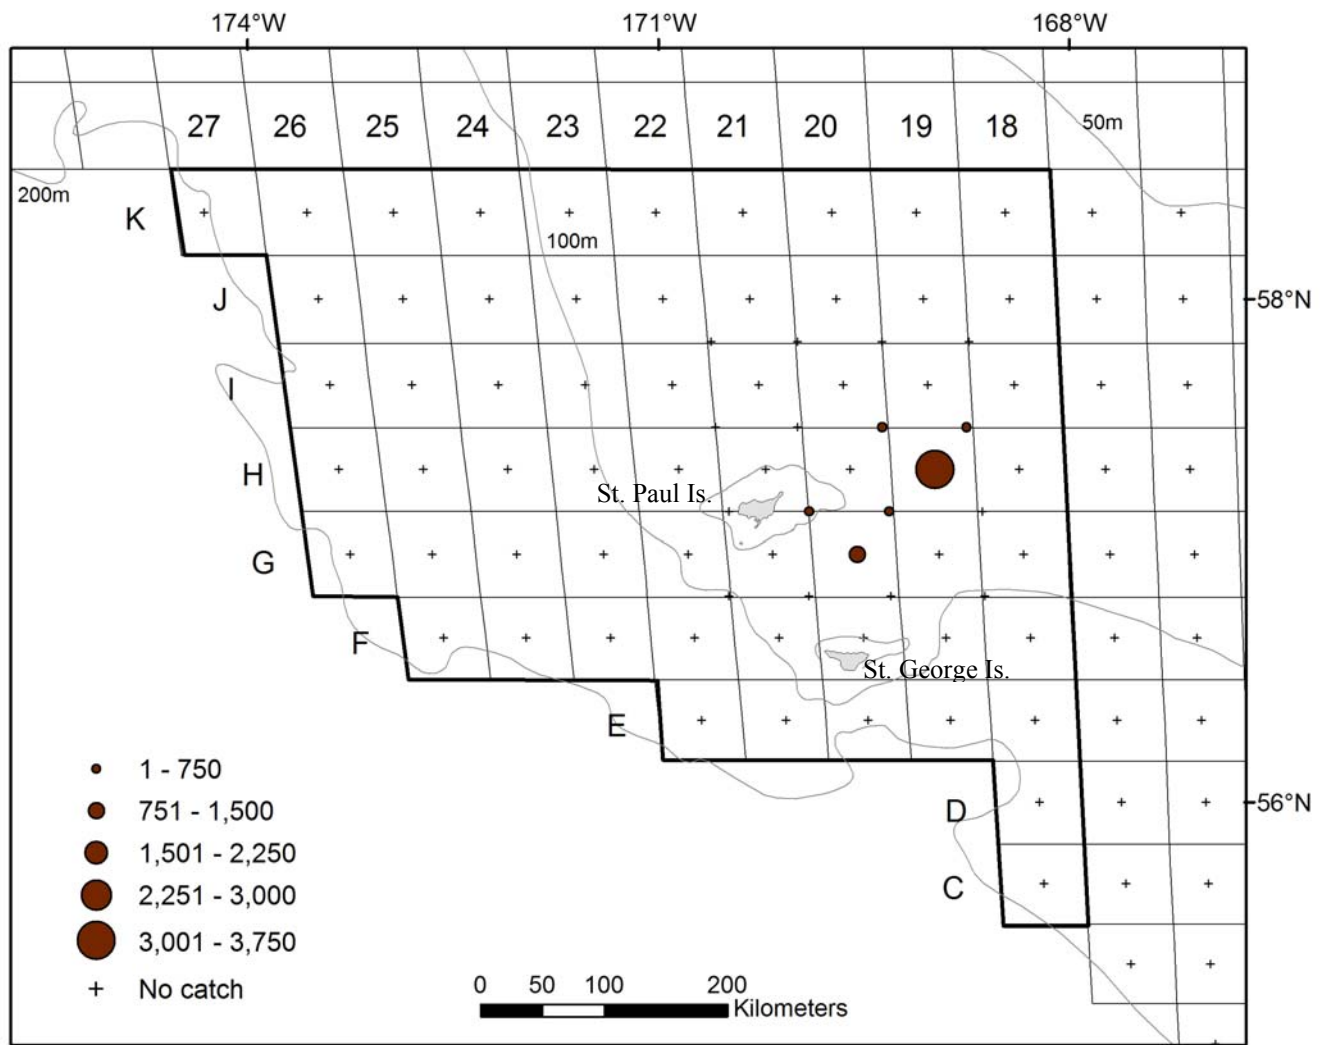 174°W 171°W 168°W
27 26 25 24 23 22 21 20 19 18
50m
200m
K
100m
J
58°N
I
H
St. Paul Is.
G
F
St. George Is.
E
1 - 750
56°N
751 - 1,500
D
1,501 - 2,250
2,251 - 3,000
C
3,001 - 3,750
No catch
0 50 100 200
Kilometers